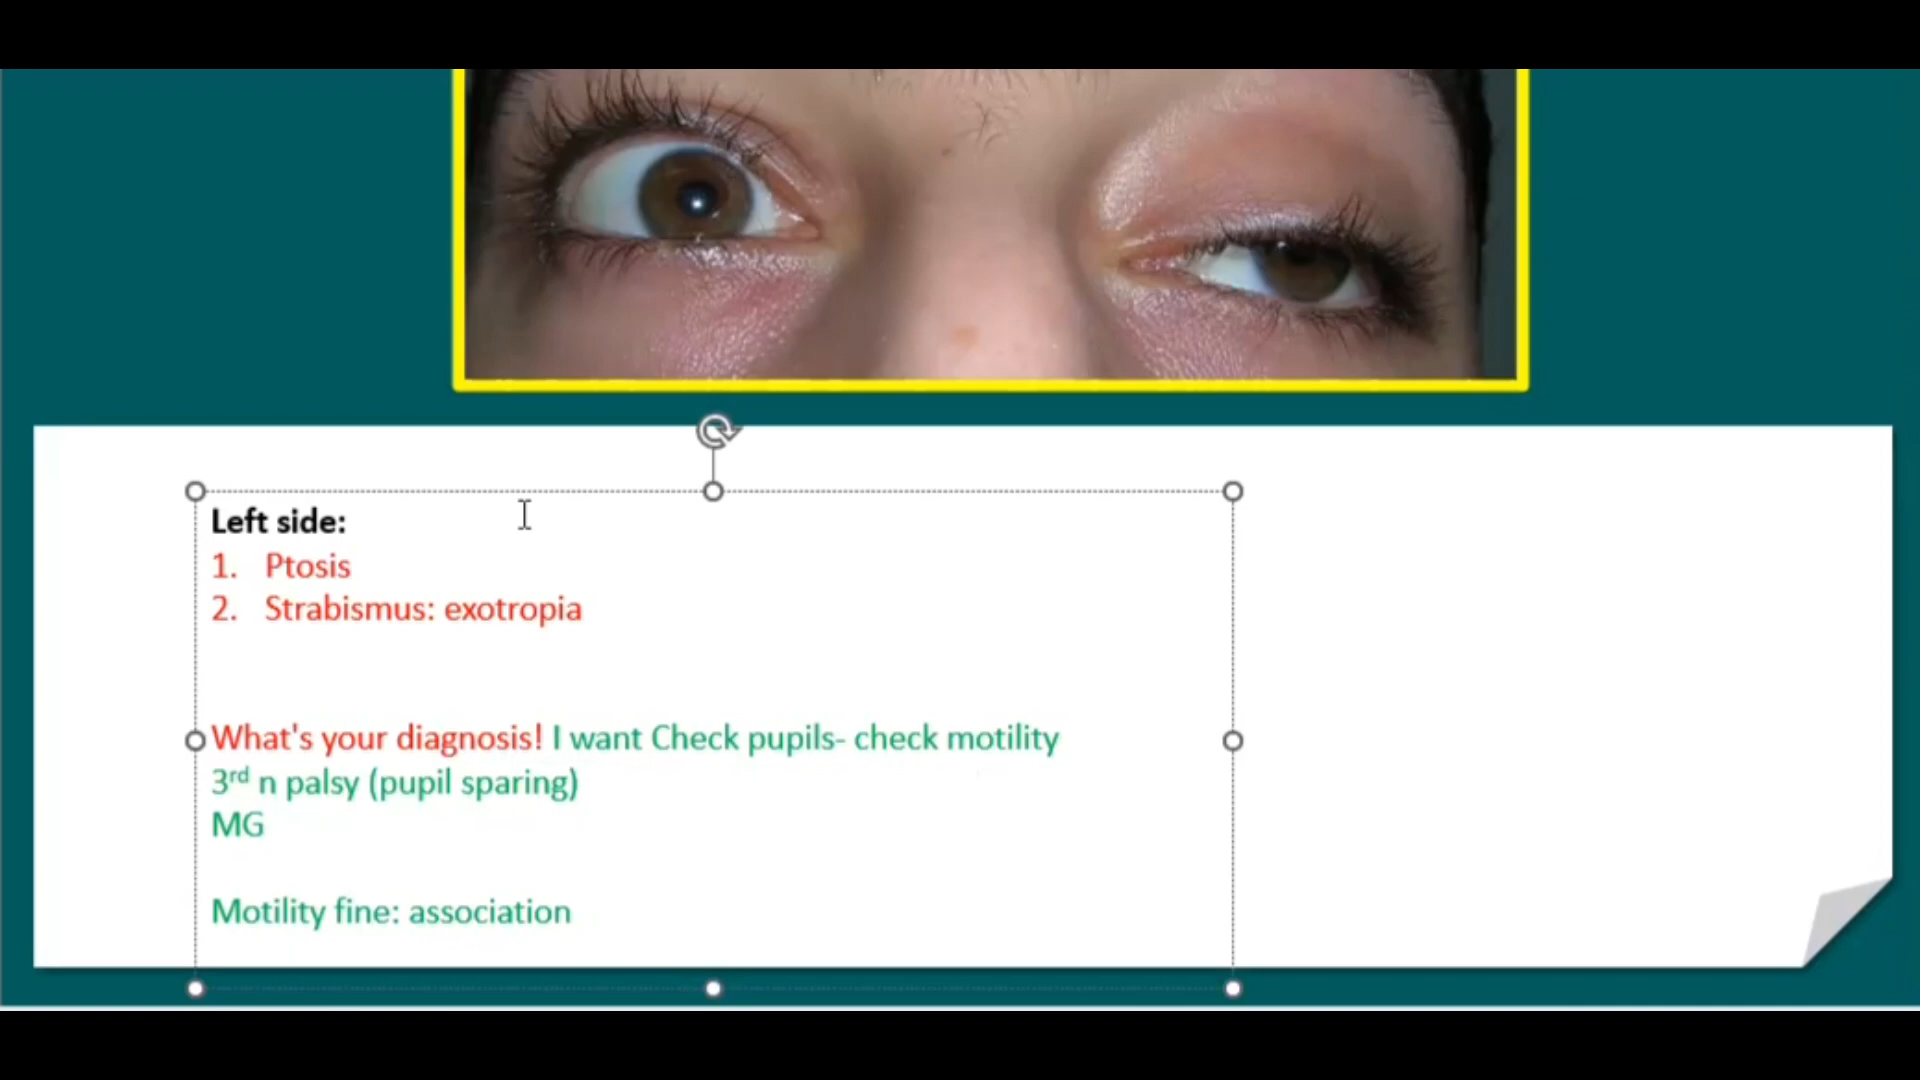 Left side:
1. Ptosis
2. Strabismus: exotropia
What's your diagnosis! I want Check pupils- check motility
3rd n palsy (pupil sparing)
MG
Motility fine: association